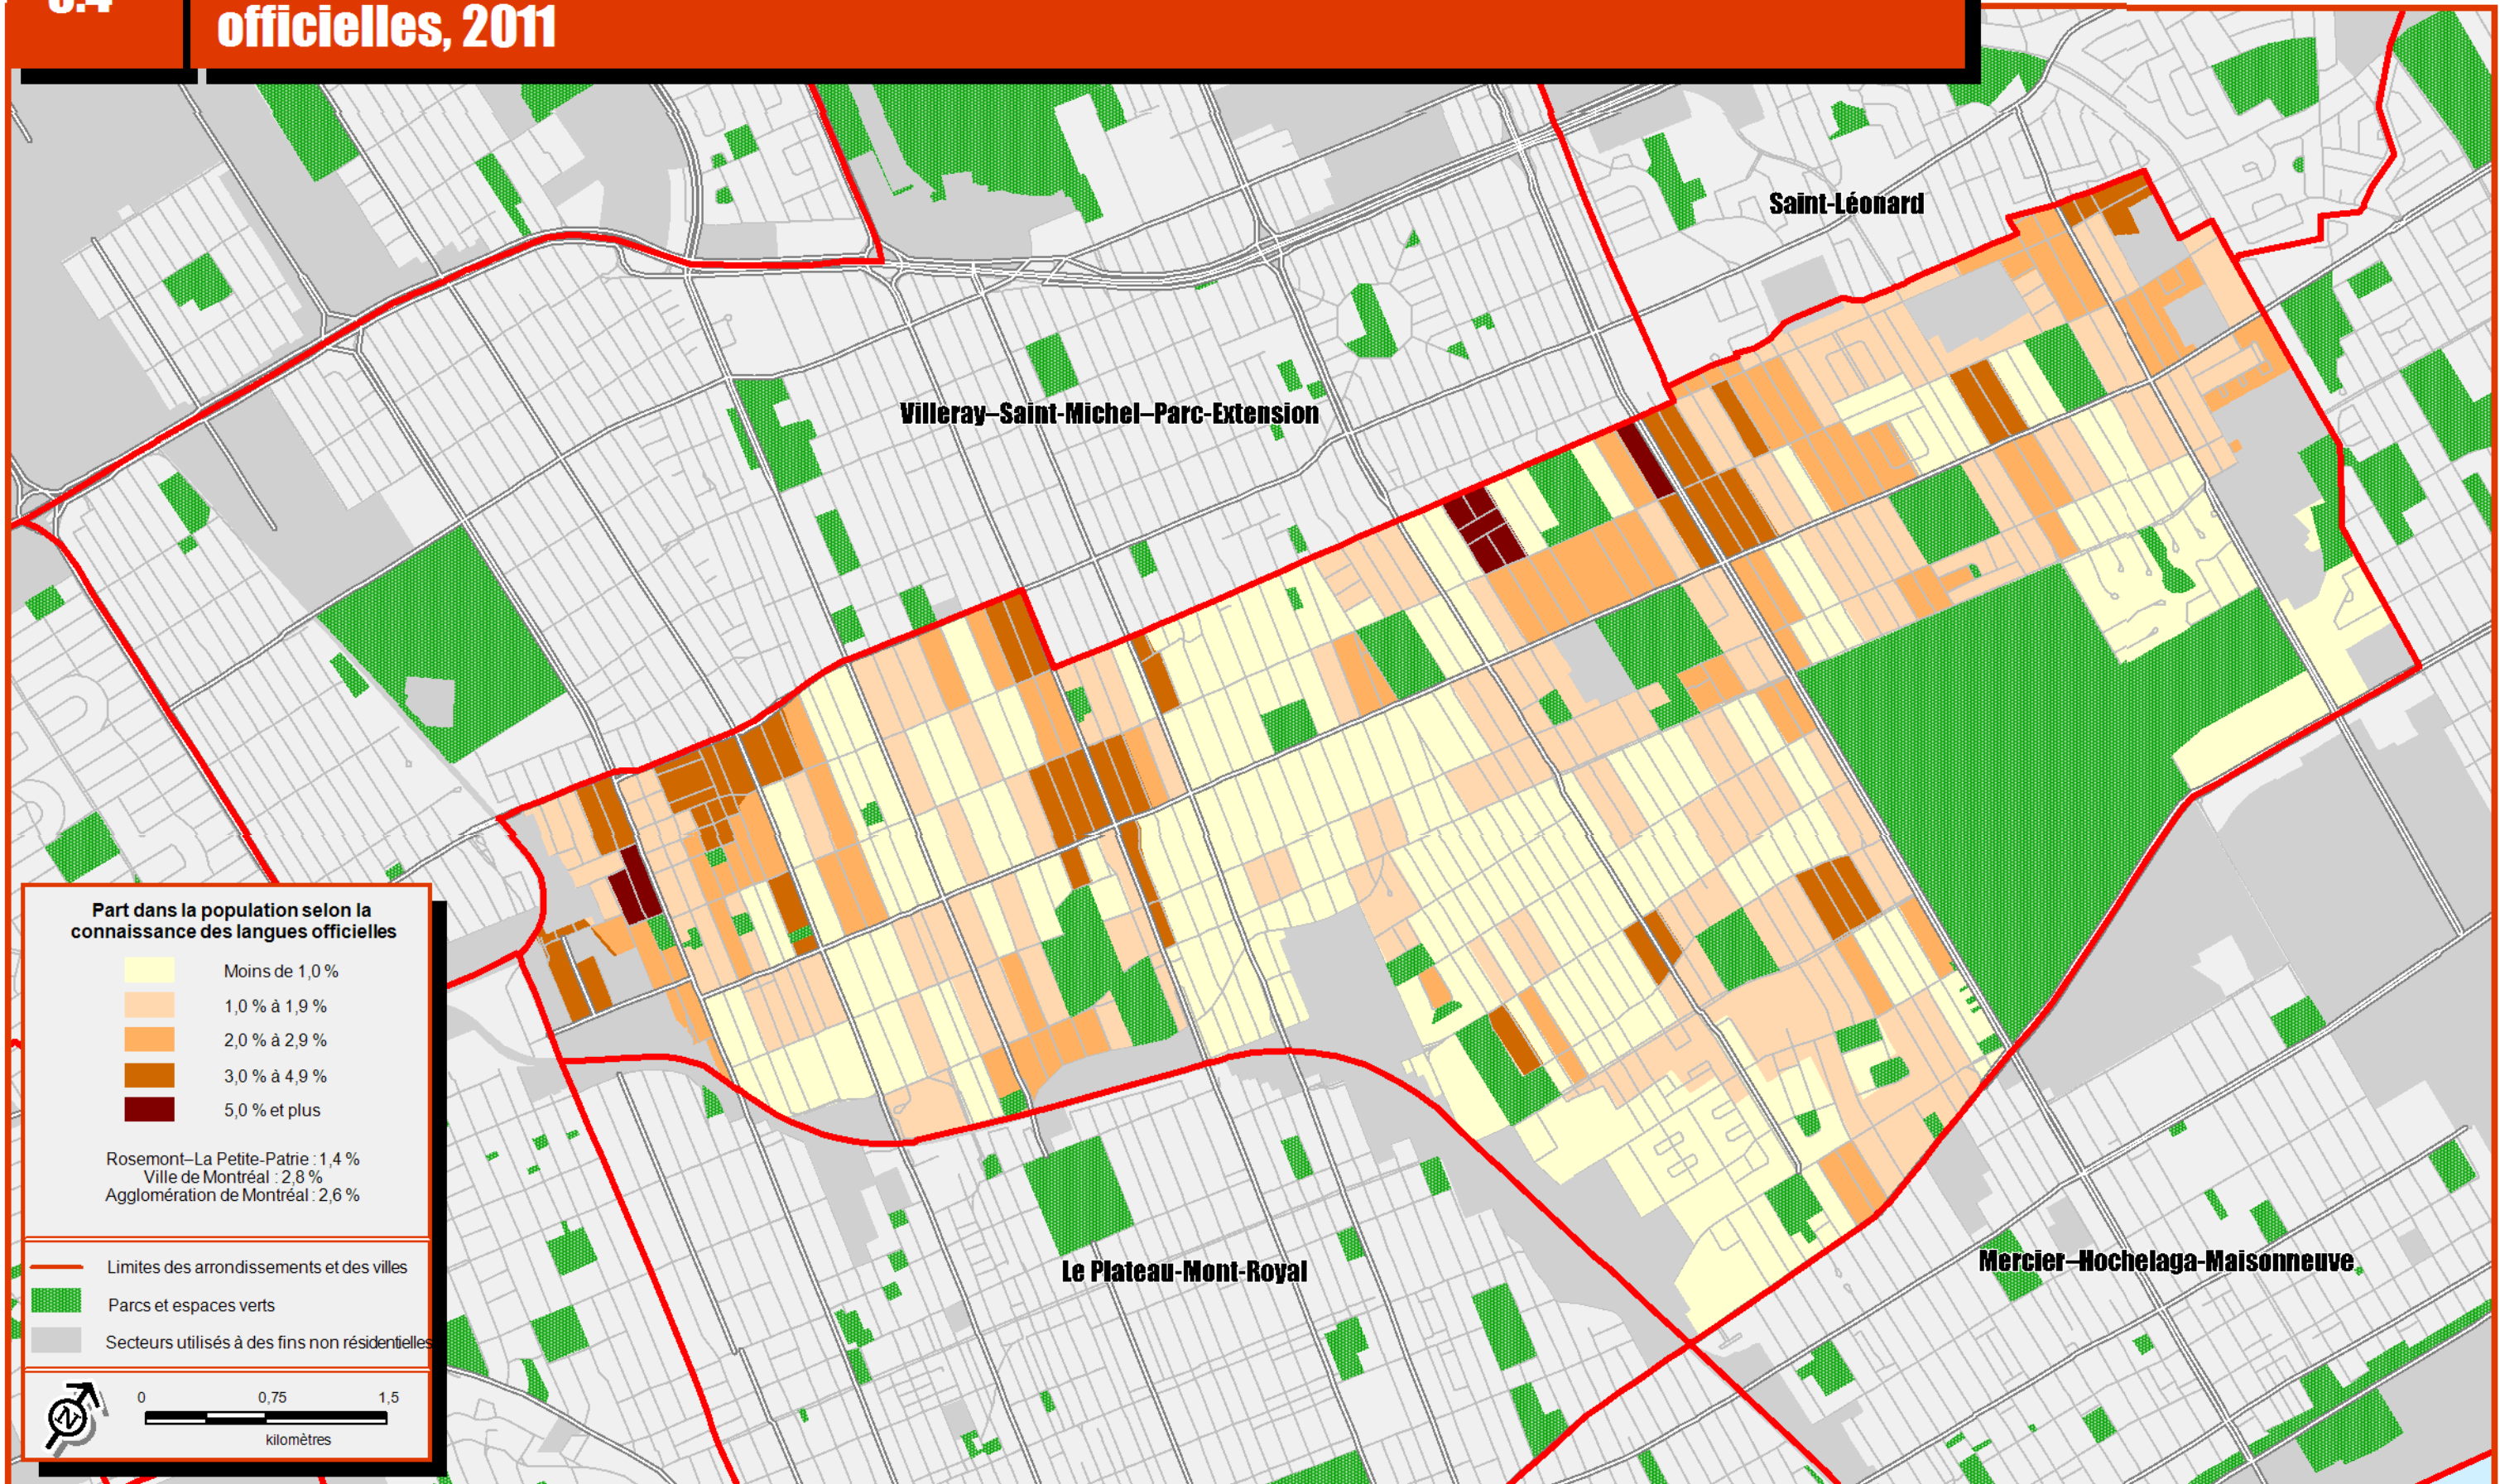 officielles, 2011
Saint-Léonard
Villeray–Saint-Michel–Parc-Extension
Le Plateau-Mont-Royal
Mercier–Hochelaga-Maisonneuve
Part dans la population selon la
connaissance des langues officielles
Moins de 1,0 %
1,0 % à 1,9 %
2,0 % à 2,9 %
3,0 % à 4,9 %
5,0 % et plus
Rosemont–La Petite-Patrie : 1,4 %
Ville de Montréal : 2,8 %
Agglomération de Montréal : 2,6 %
Limites des arrondissements et des villes
Parcs et espaces verts
Secteurs utilisés à des fins non résidentielles
N
0 0,75 1,5
kilomètres